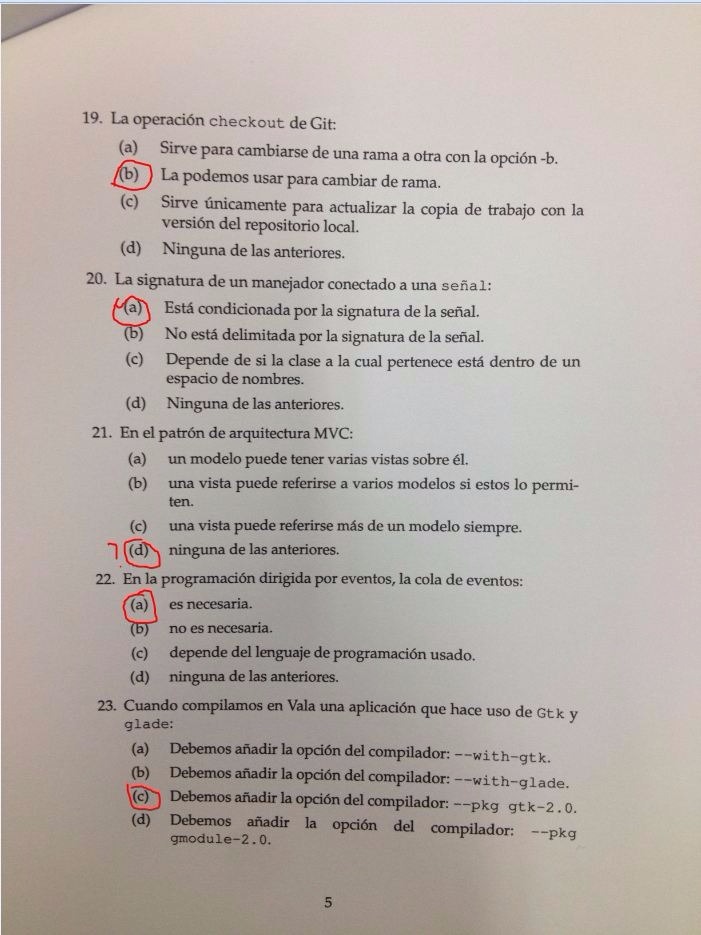 19. La operación checkout de Git:
(a) Sirve para cambiarse de una rama a otra con la opción -b.
(b) La podemos usar para cambiar de rama.
(c) Sirve únicamente para actualizar la copia de trabajo con la
versión del repositorio local.
(d) Ninguna de las anteriores.
20. La signatura de un manejador conectado a una señal:
(a) Está condicionada por la signatura de la señal.
(b) No está delimitada por la signatura de la señal.
(c) Depende de si la clase a la cual pertenece está dentro de un
espacio de nombres.
(d) Ninguna de las anteriores.
21. En el patrón de arquitectura MVC:
(a) un modelo puede tener varias vistas sobre él.
(b) una vista puede referirse a varios modelos si estos lo permi-
ten.
(c) una vista puede referirse más de un modelo siempre.
(d) ninguna de las anteriores.
22. En la programación dirigida por eventos, la cola de eventos:
(a) es necesaria.
(b) no es necesaria.
(c) depende del lenguaje de programación usado.
(d) ninguna de las anteriores.
23. Cuando compilamos en Vala una aplicación que hace uso de Gtk y
glade:
(a) Debemos añadir la opción del compilador: --with-gtk.
(b) Debemos añadir la opción del compilador: --with-glade.
(c) Debemos añadir la opción del compilador: --pkg gtk-2.0.
(d) Debemos añadir la opción del compilador: --pkg
gmodule-2.0.
5